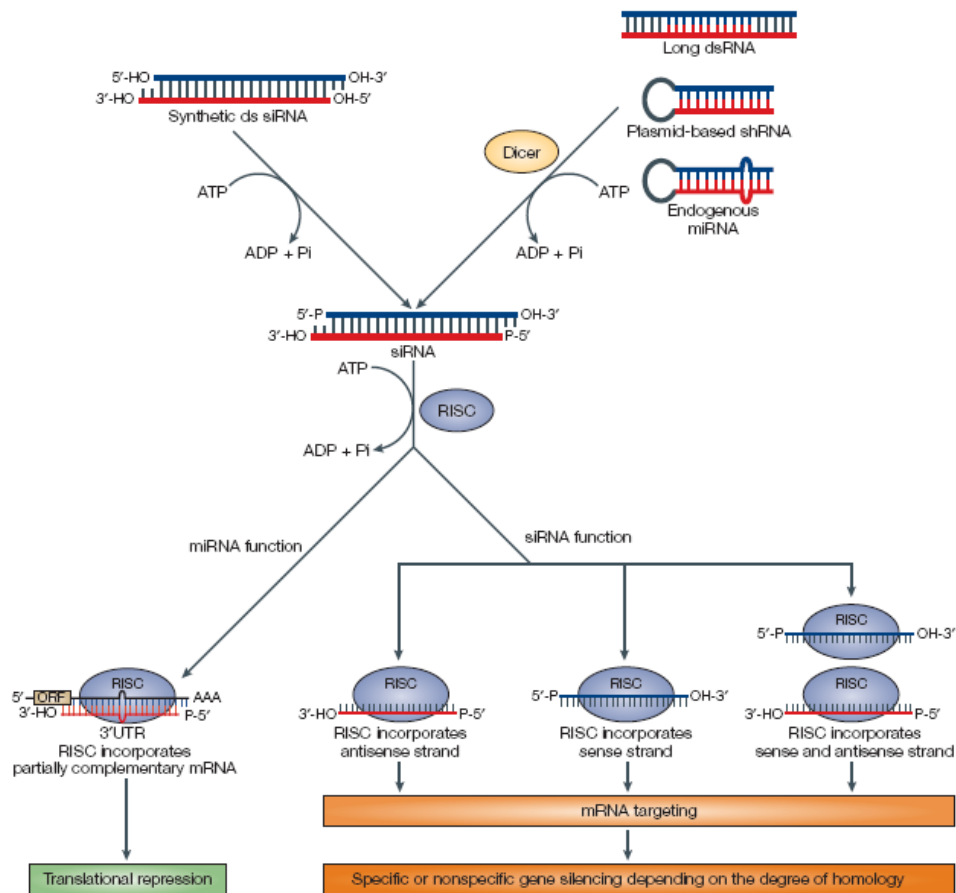 Long dsRNA
5′-HO OH-3′
3′-HO OH-5′
Synthetic ds siRNA
Plasmid-based shRNA
Dicer
ATP
ATP
Endogenous
miRNA
ADP + Pi
ADP + Pi
5′-P OH-3′
3′-HO P-5′
siRNA
ATP
RISC
ADP + Pi
miRNA function
siRNA function
RISC
5′-P OH-3′
RISC
5′ ORF AAA
3′-HO P-5′
3′UTR
RISC incorporates
partially complementary mRNA
RISC
3′-HO P-5′
RISC incorporates
antisense strand
RISC
5′-P OH-3′
RISC incorporates
sense strand
RISC
3′-HO P-5′
RISC incorporates
sense and antisense strand
mRNA targeting
Translational repression
Specific or nonspecific gene silencing depending on the degree of homology